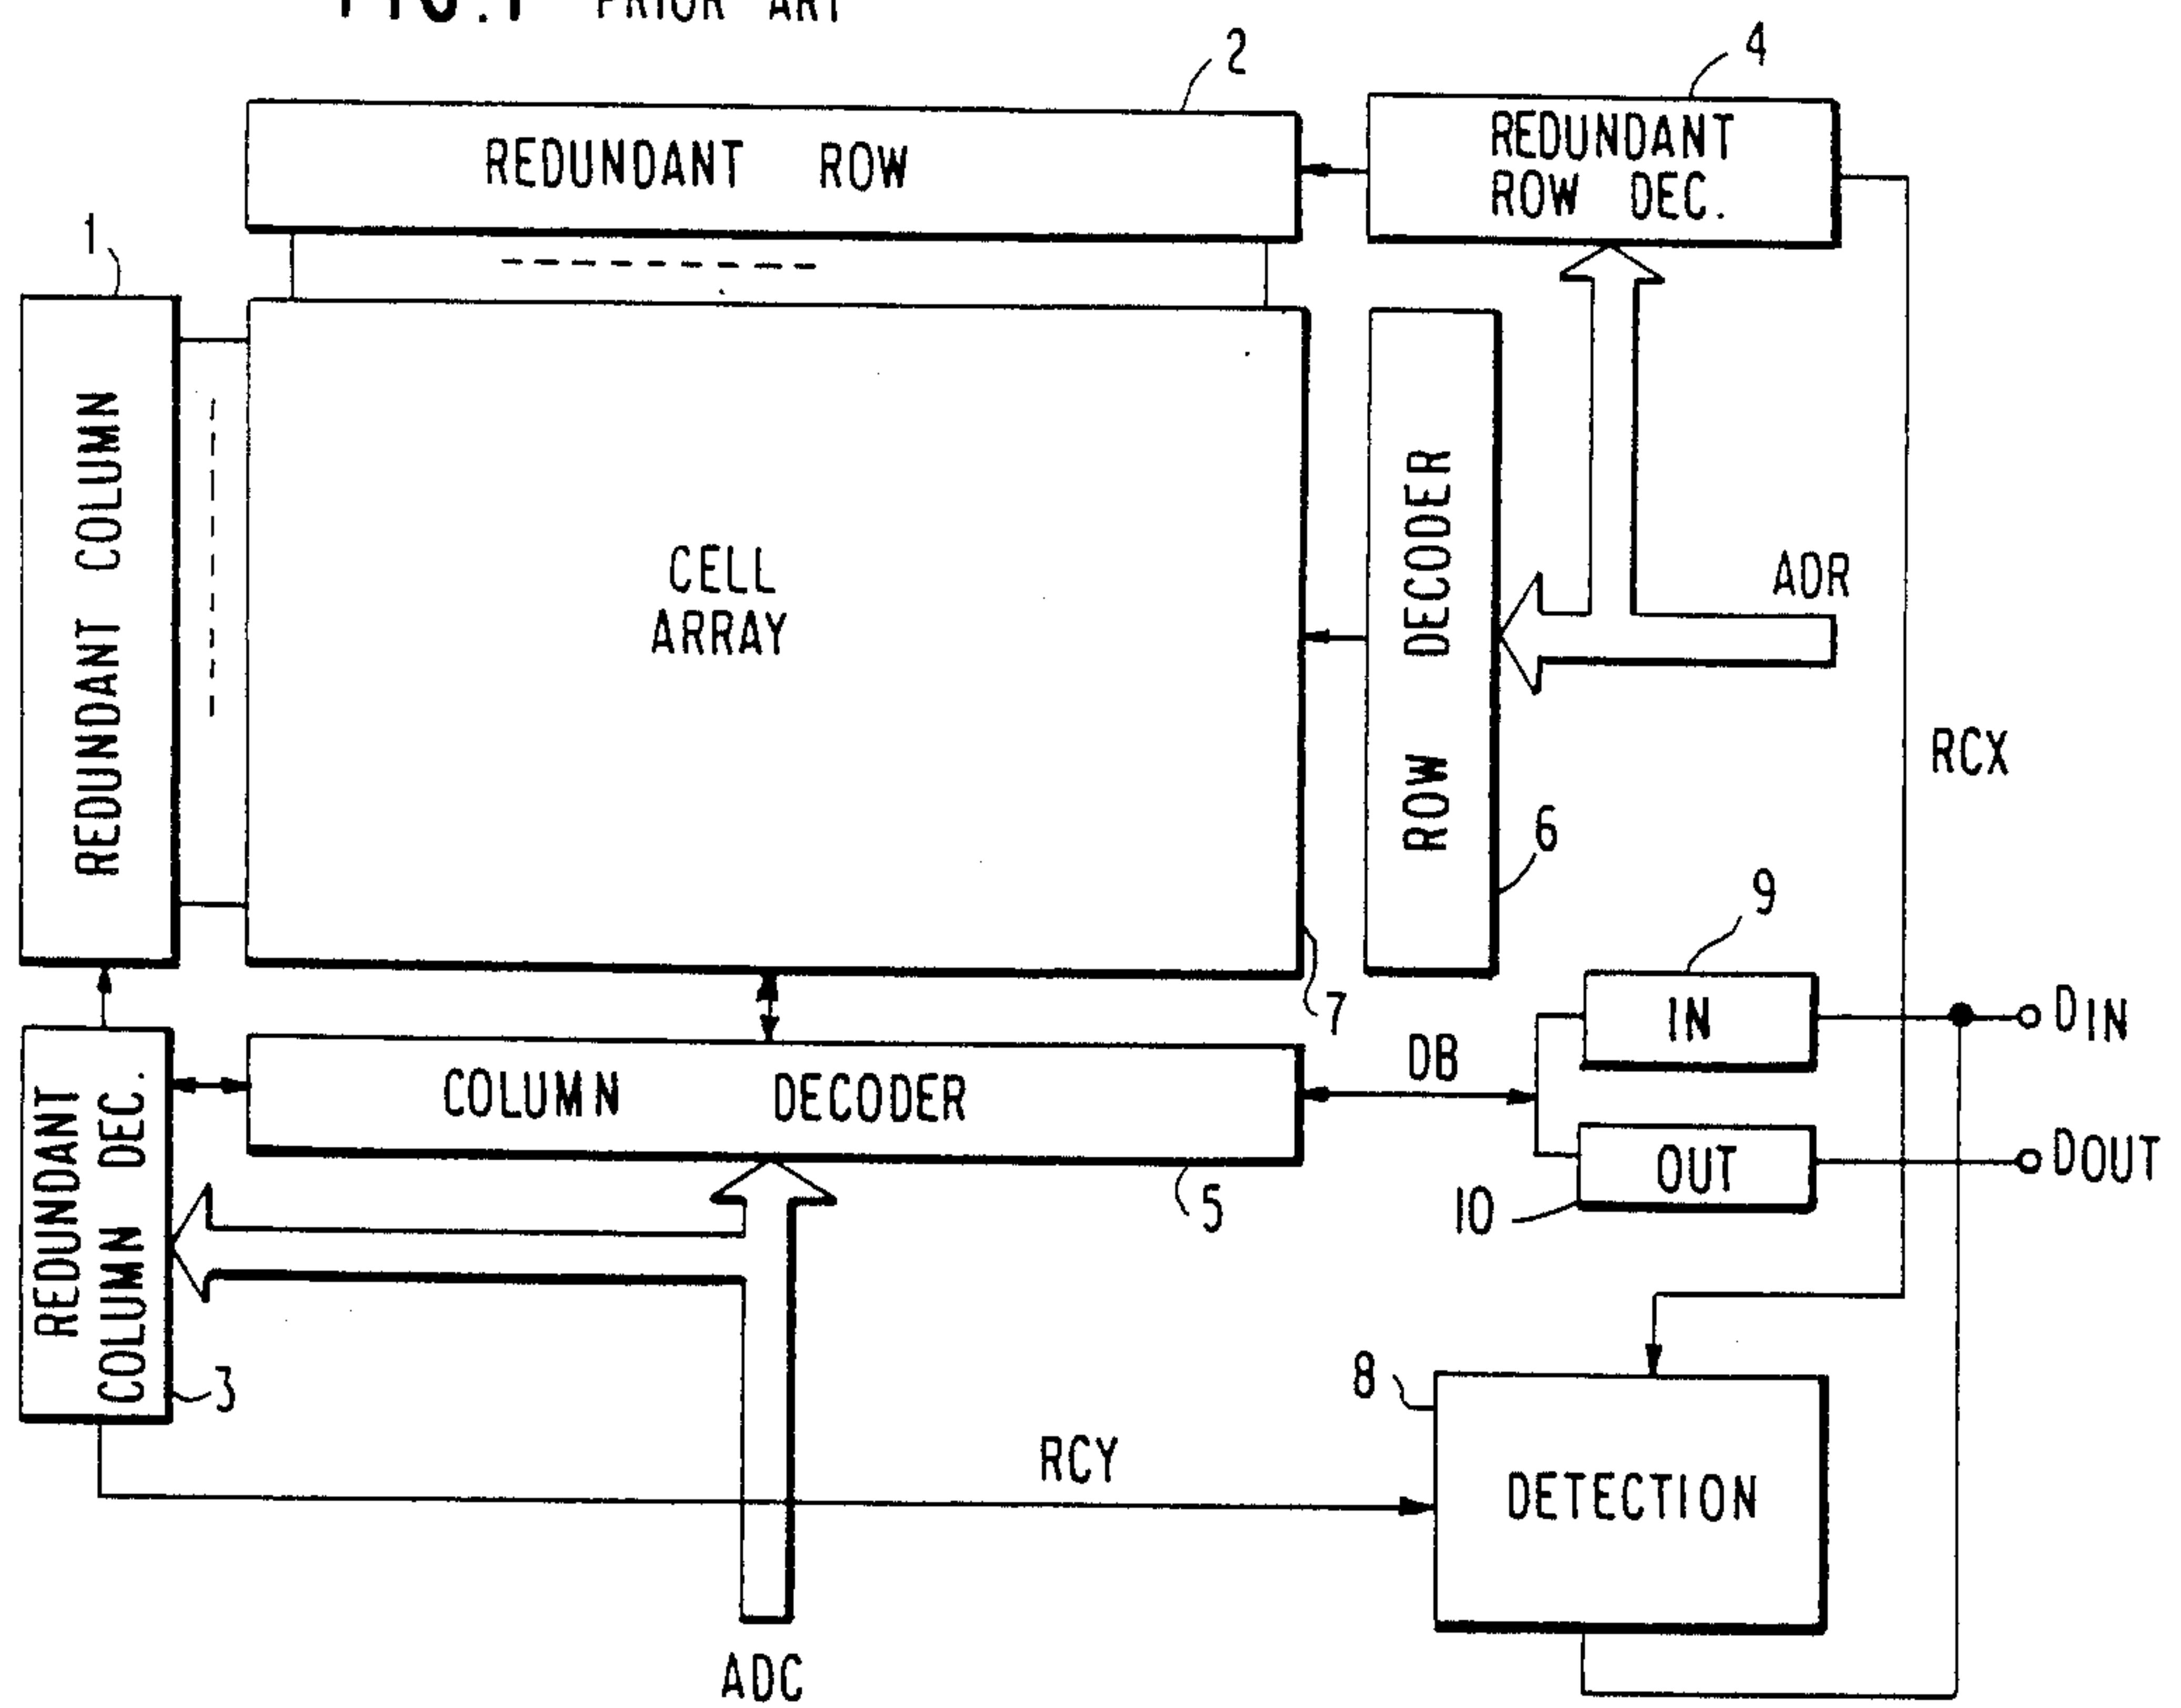 FIG.1 PRIOR ART
2
4
REDUNDANT ROW
REDUNDANT
ROW DEC.
1
REDUNDANT COLUMN
CELL
ARRAY
ROW DECODER
ADR
RCX
6
9
7
IN
DIN
DB
COLUMN DECODER
REDUNDANT
COLUMN DEC.
OUT
DOUT
10
5
3
8
RCY
DETECTION
ADC